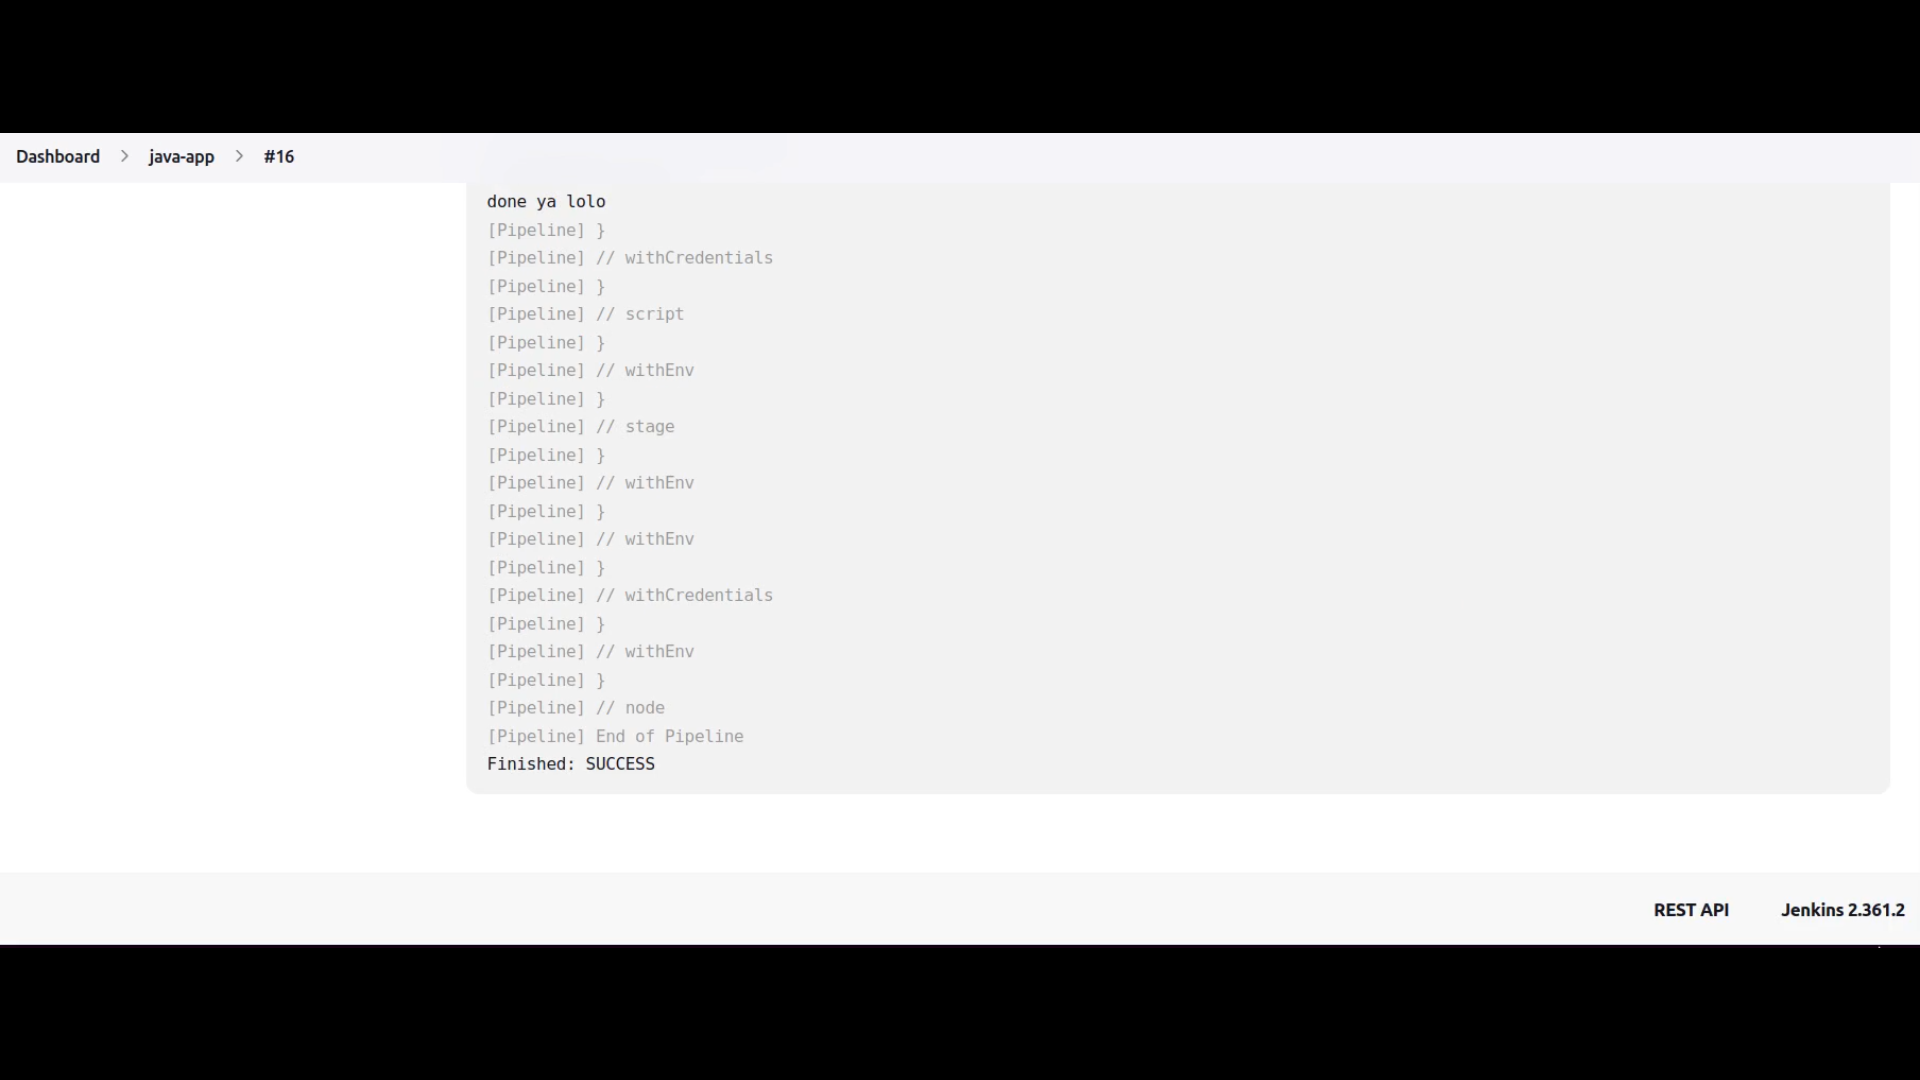 Dashboard > java-app > #16
done ya lolo
[Pipeline] }
[Pipeline] // withCredentials
[Pipeline] }
[Pipeline] // script
[Pipeline] }
[Pipeline] // withEnv
[Pipeline] }
[Pipeline] // stage
[Pipeline] }
[Pipeline] // withEnv
[Pipeline] }
[Pipeline] // withEnv
[Pipeline] }
[Pipeline] // withCredentials
[Pipeline] }
[Pipeline] // withEnv
[Pipeline] }
[Pipeline] // node
[Pipeline] End of Pipeline
Finished: SUCCESS
REST API Jenkins 2.361.2